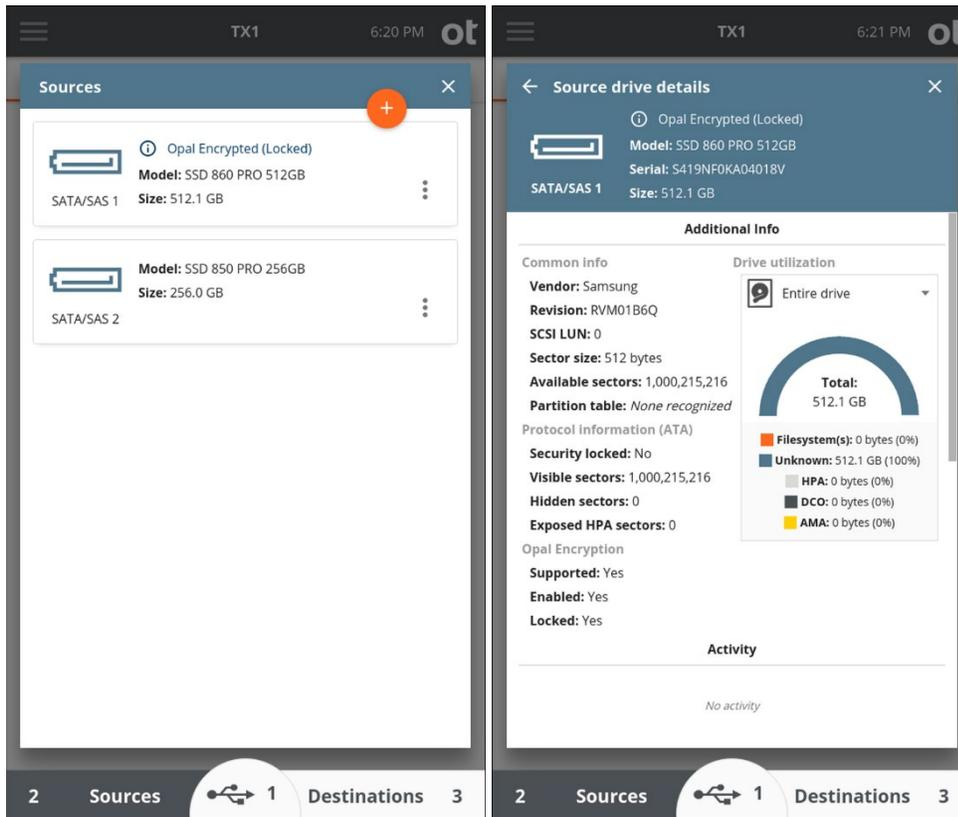 TX1
6:20 PM
ot
Sources
Opal Encrypted (Locked)
Model: SSD 860 PRO 512GB
Size: 512.1 GB
SATA/SAS 1
Model: SSD 850 PRO 256GB
Size: 256.0 GB
SATA/SAS 2
2
Sources
1
Destinations
3
TX1
6:21 PM
Source drive details
Opal Encrypted (Locked)
Model: SSD 860 PRO 512GB
Serial: S419NF0KA04018V
Size: 512.1 GB
SATA/SAS 1
Additional Info
Common info
Vendor: Samsung
Revision: RVM01B6Q
SCSI LUN: 0
Sector size: 512 bytes
Available sectors: 1,000,215,216
Partition table: None recognized
Protocol information (ATA)
Security locked: No
Visible sectors: 1,000,215,216
Hidden sectors: 0
Exposed HPA sectors: 0
Opal Encryption
Supported: Yes
Enabled: Yes
Locked: Yes
Drive utilization
Entire drive
Total:
512.1 GB
Filesystem(s): 0 bytes (0%)
Unknown: 512.1 GB (100%)
HPA: 0 bytes (0%)
DCO: 0 bytes (0%)
AMA: 0 bytes (0%)
Activity
No activity
2
Sources
1
Destinations
3